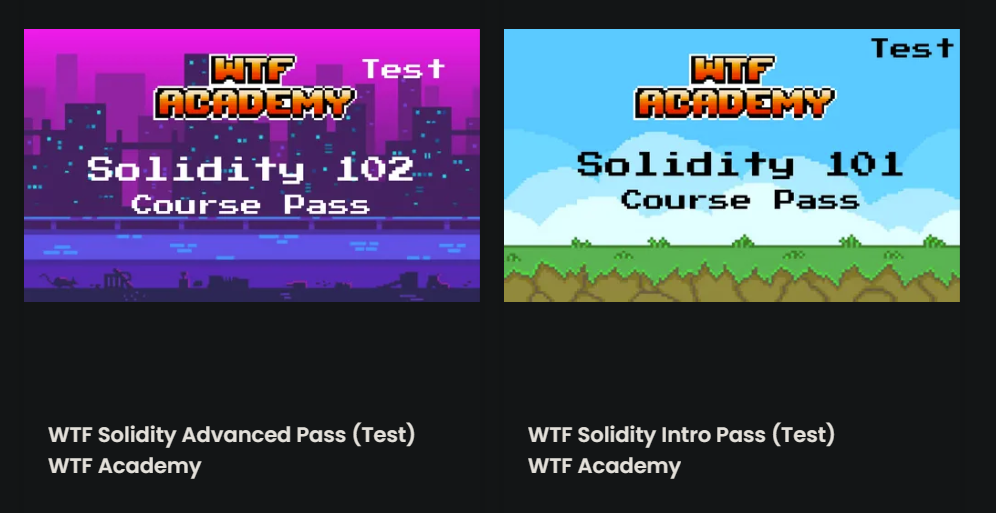 Test
WTF
ACADEMY
Solidity 102
Course Pass
WTF Solidity Advanced Pass (Test)
WTF Academy
Test
WTF
ACADEMY
Solidity 101
Course Pass
WTF Solidity Intro Pass (Test)
WTF Academy